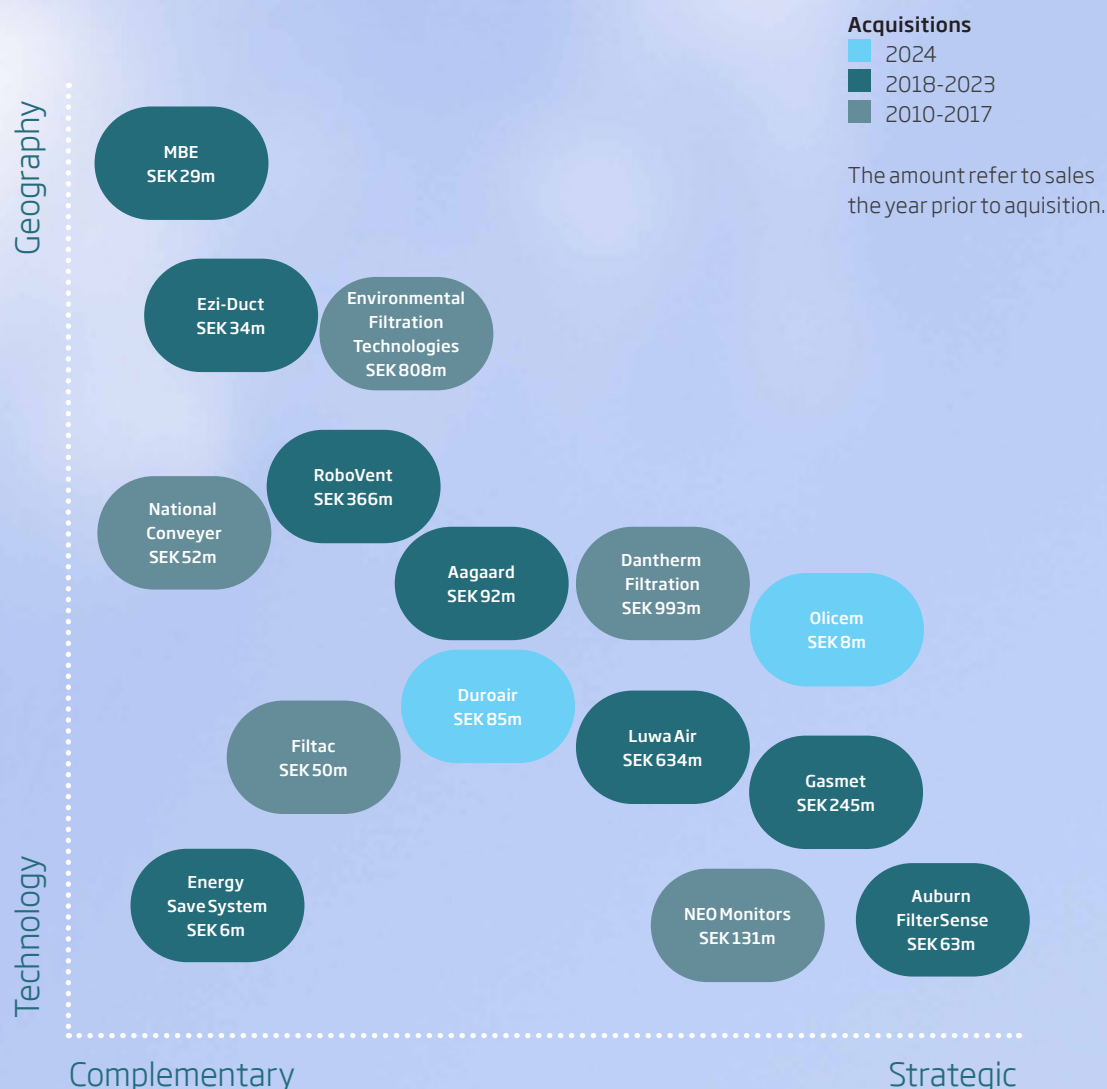 Acquisitions
2024
2018-2023
2010-2017
The amount refer to sales
the year prior to aquisition.
Geography
MBE
SEK 29m
Ezi-Duct
SEK 34m
Environmental
Filtration
Technologies
SEK 808m
RoboVent
SEK 366m
National
Conveyer
SEK 52m
Aagaard
SEK 92m
Dantherm
Filtration
SEK 993m
Olicem
SEK 8m
Duroair
SEK 85m
Filtac
SEK 50m
Luwa Air
SEK 634m
Gasmet
SEK 245m
Technology
Energy
Save System
SEK 6m
NEO Monitors
SEK 131m
Auburn
FilterSense
SEK 63m
Complementary
Strategic